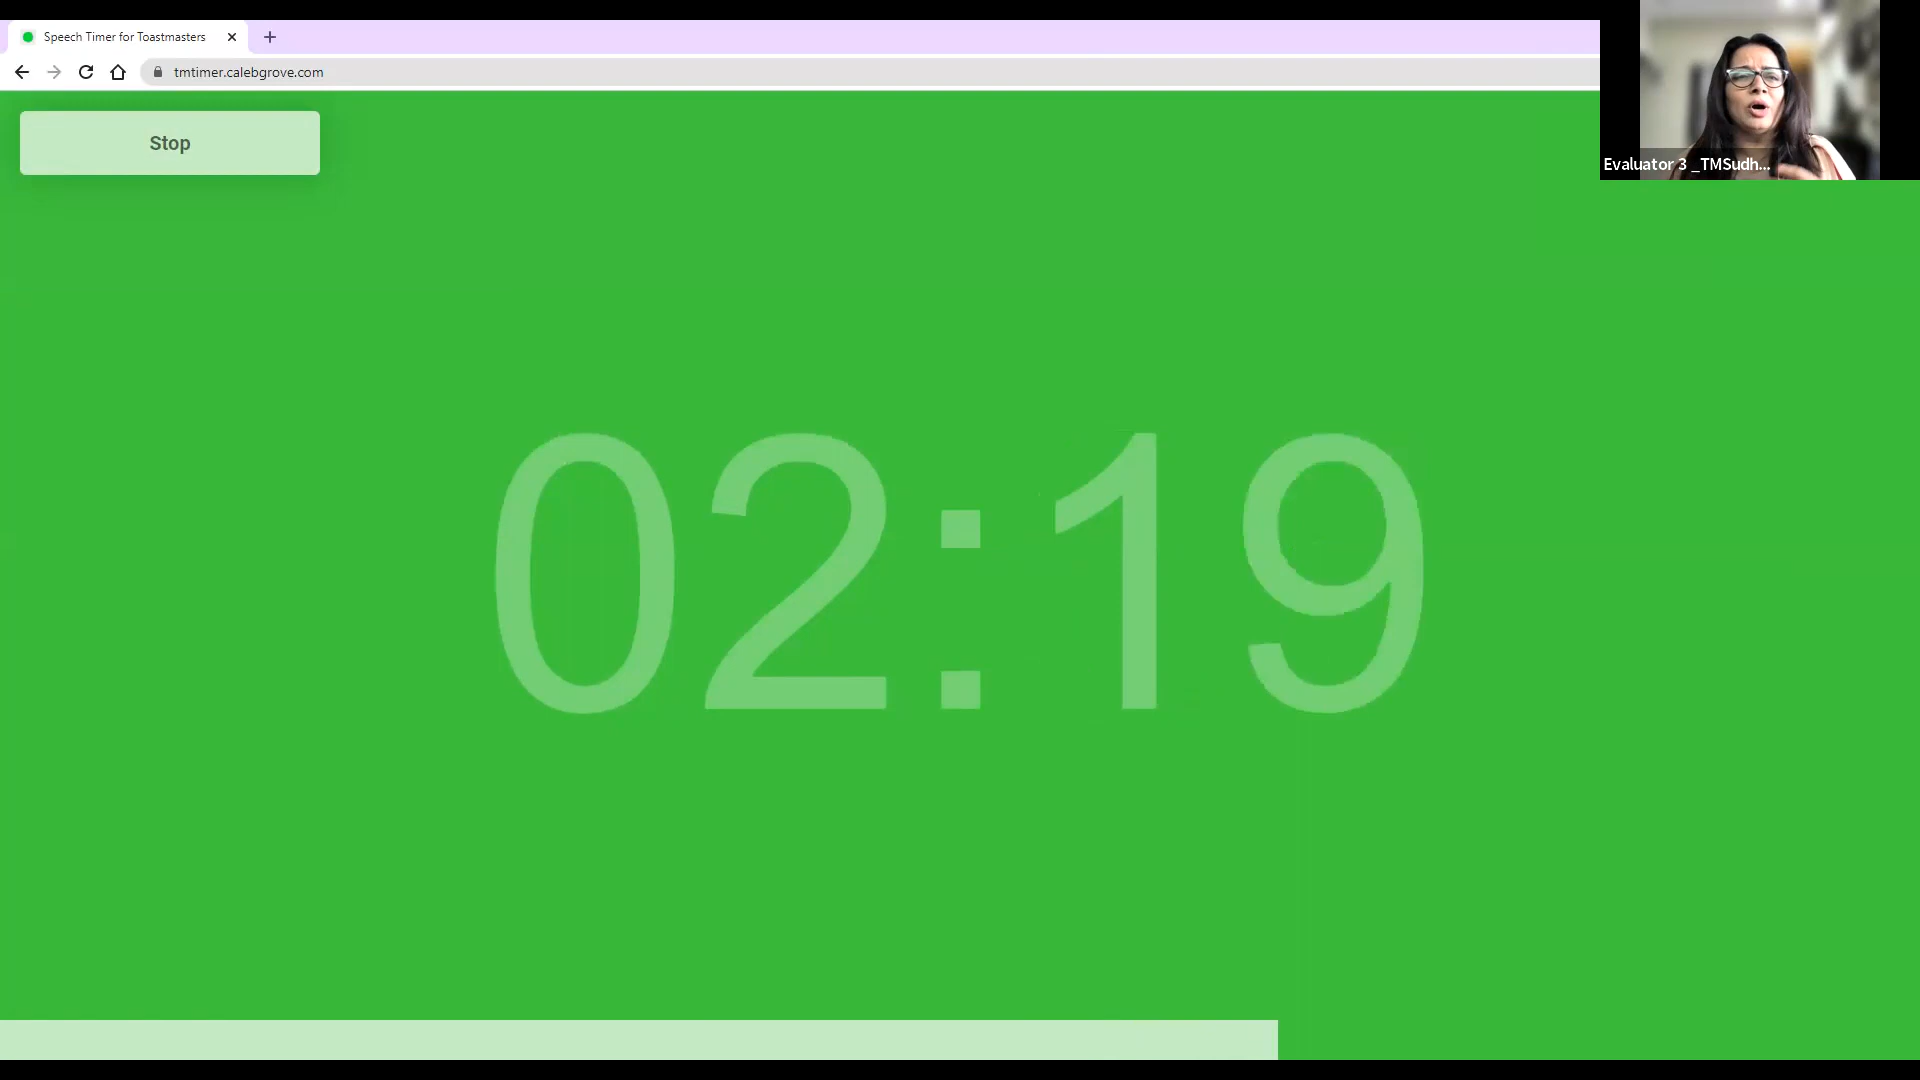 Speech Timer for Toastmasters
tmtimer.calebgrove.com
Stop
Evaluator 3 _TMSudh...
02:19